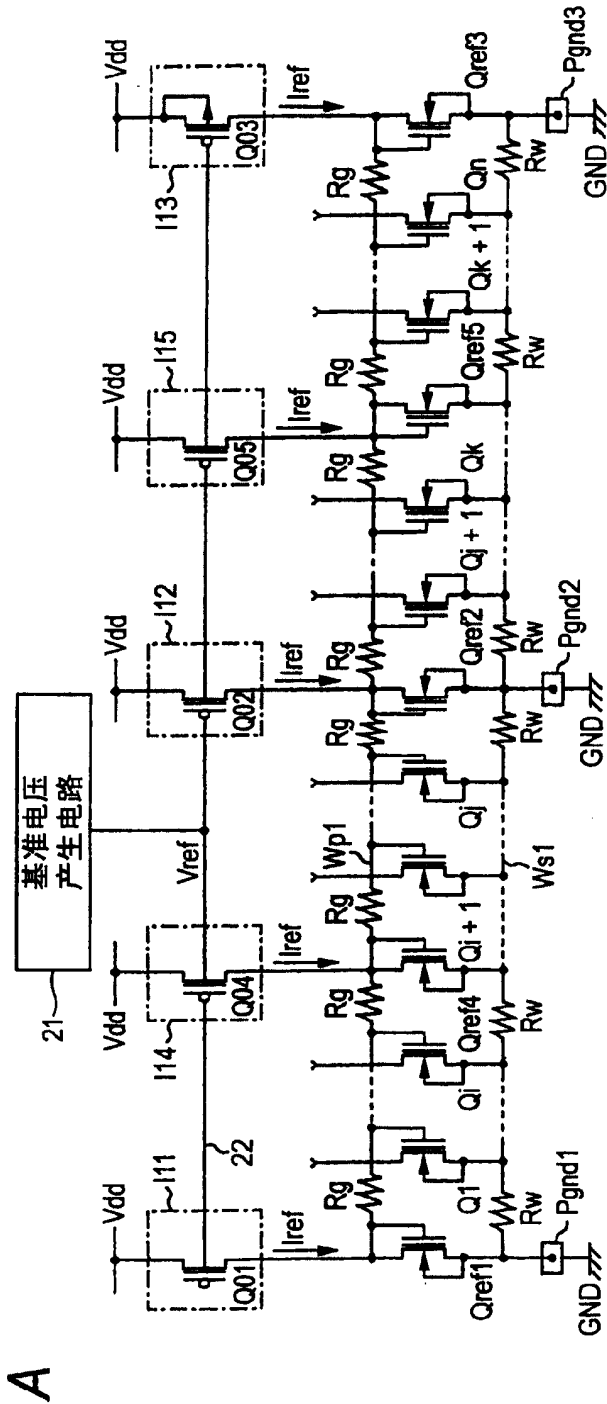 A
基准电压
产生电路
21
Vref
22
Vdd
Vdd
Vdd
Vdd
Vdd
I11
I14
I12
I15
I13
Q01
Q04
Q02
Q05
Q03
Iref
Iref
Iref
Iref
Iref
Rg
Rg
Rg
Wp1
Rg
Rg
Rg
Rg
Rg
Qref1
Q1
Qi
Qref4
Qi + 1
Qj
Qref2
Qj + 1
Qk
Qref5
Qk + 1
Qn
Qref3
Rw
Rw
Ws1
Rw
Rw
Rw
Rw
Pgnd1
Pgnd2
Pgnd3
GND
GND
GND